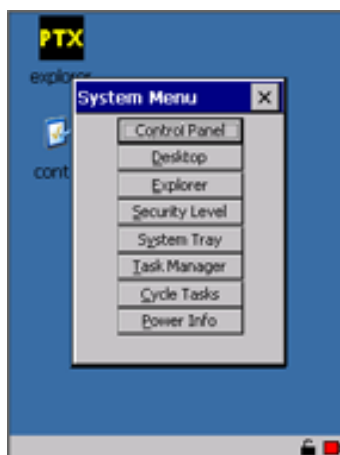 PTX
explorer
System Menu
cont
Control Panel
Desktop
Explorer
Security Level
System Tray
Task Manager
Cycle Tasks
Power Info